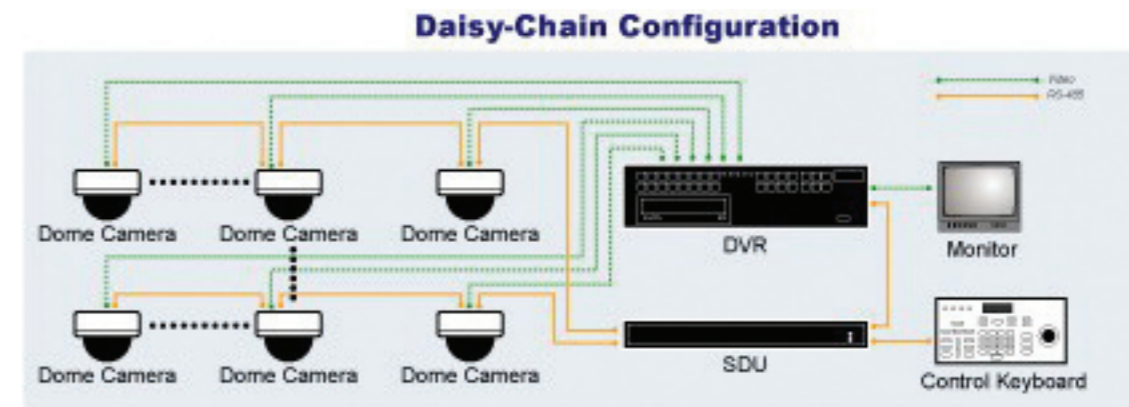 Daisy-Chain Configuration
Video
RS-485
Dome Camera Dome Camera Dome Camera
DVR
Monitor
Dome Camera Dome Camera Dome Camera
SDU
Control Keyboard